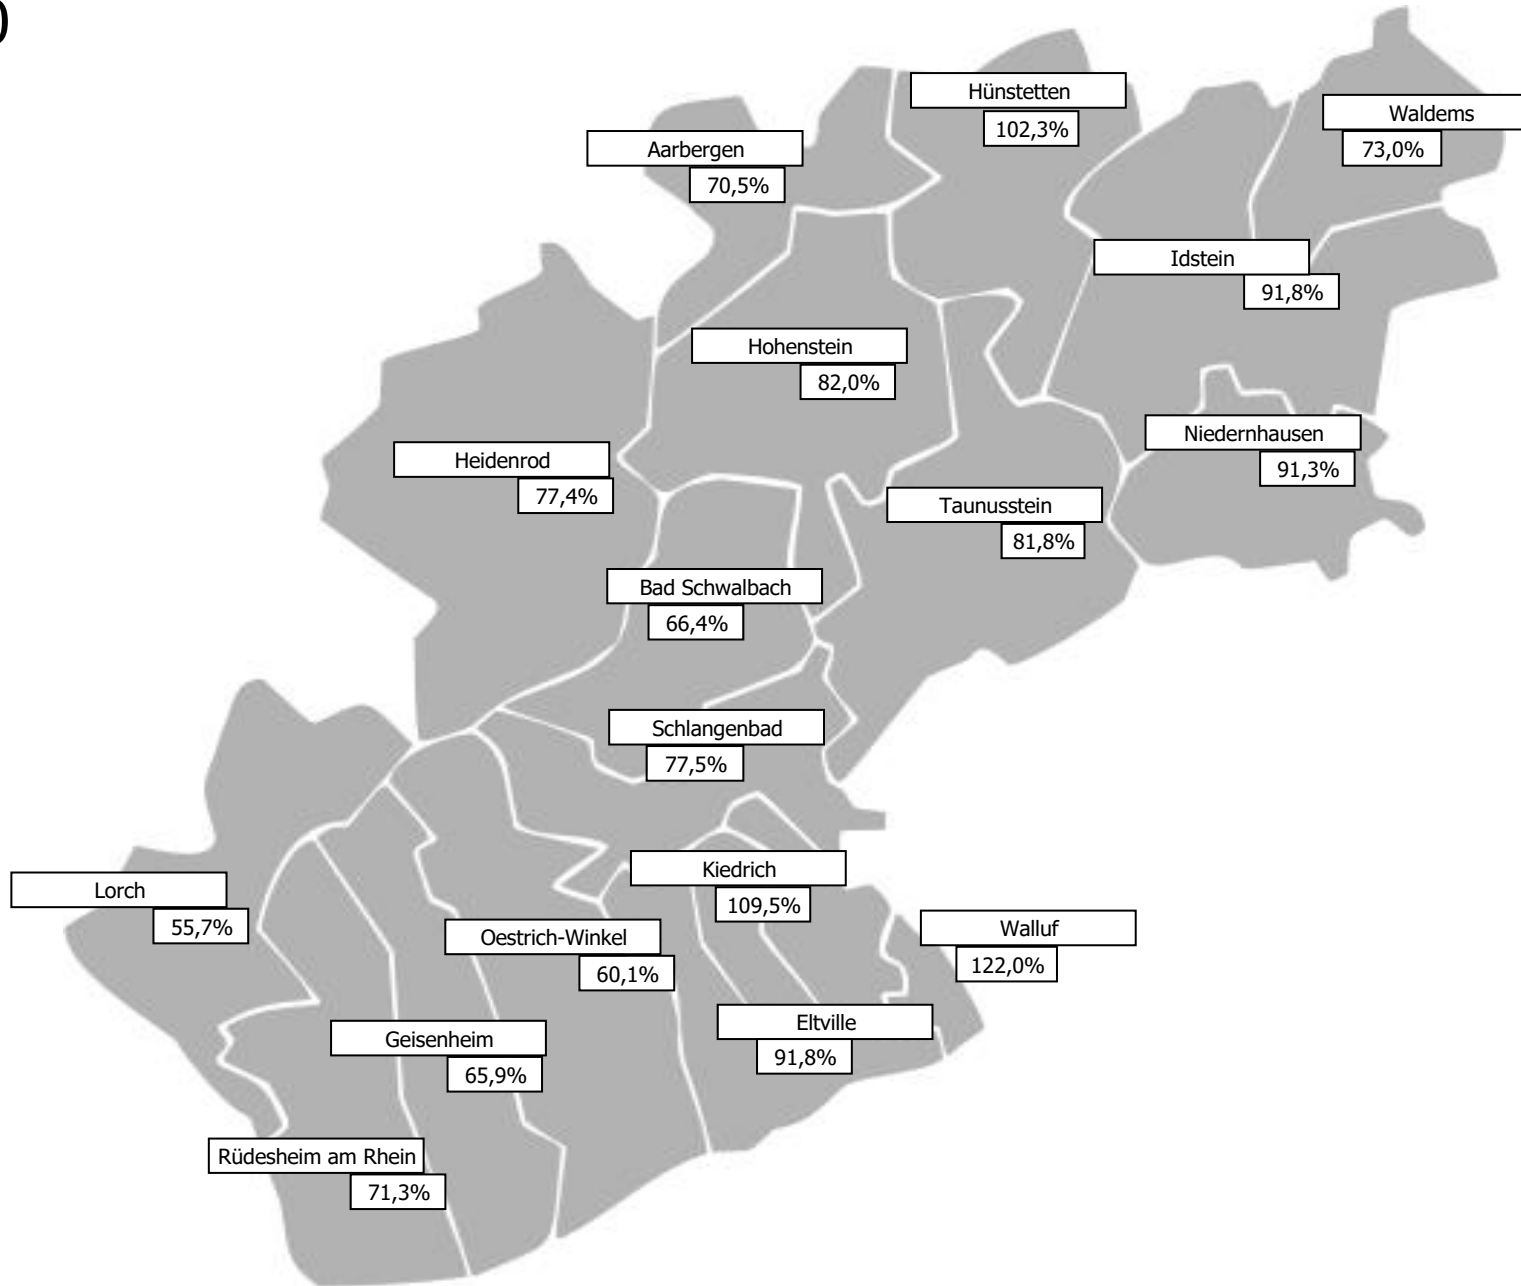 )
Hünstetten
102,3%
Waldems
73,0%
Aarbergen
70,5%
Idstein
91,8%
Hohenstein
82,0%
Niedernhausen
91,3%
Heidenrod
77,4%
Taunusstein
81,8%
Bad Schwalbach
66,4%
Schlangenbad
77,5%
Kiedrich
109,5%
Lorch
55,7%
Oestrich-Winkel
60,1%
Walluf
122,0%
Eltville
91,8%
Geisenheim
65,9%
Rüdesheim am Rhein
71,3%